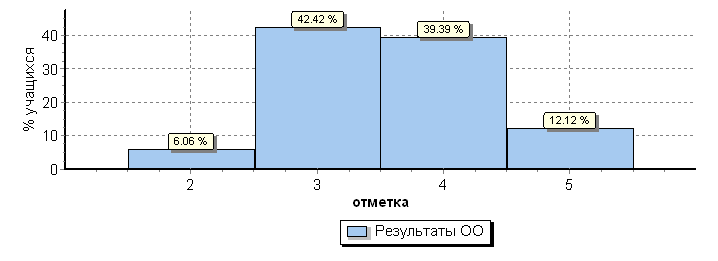 42.42 %
39.39 %
12.12 %
6.06 %
% учащихся
40
30
20
10
0
2 3 4 5
отметка
Результаты ОО